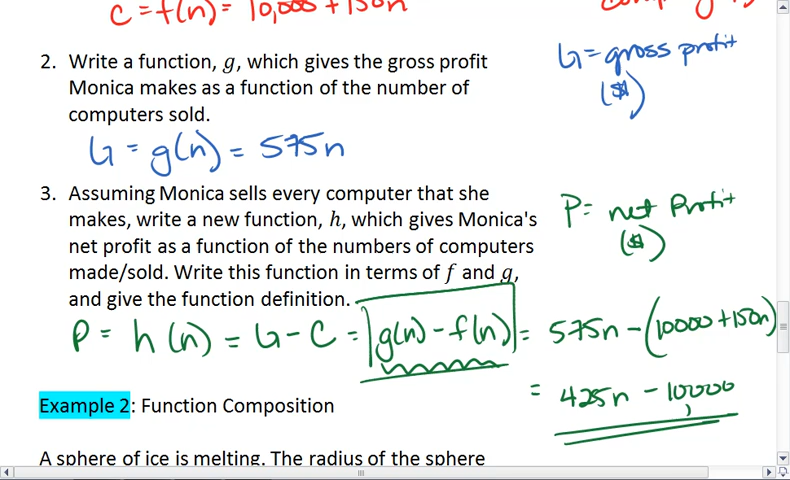 C = f(n) = 10,000 + 150n
2. Write a function, g, which gives the gross profit
Monica makes as a function of the number of
computers sold.
G = gross profit
($)
G = g(n) = 575n
3. Assuming Monica sells every computer that she
makes, write a new function, h, which gives Monica's
net profit as a function of the numbers of computers
made/sold. Write this function in terms of f and g,
and give the function definition.
P = net Profit
($)
P = h(n) = G - C = g(n) - f(n) = 575n - (10000 + 150n)
= 425n - 10,000
Example 2: Function Composition
A sphere of ice is melting. The radius of the sphere